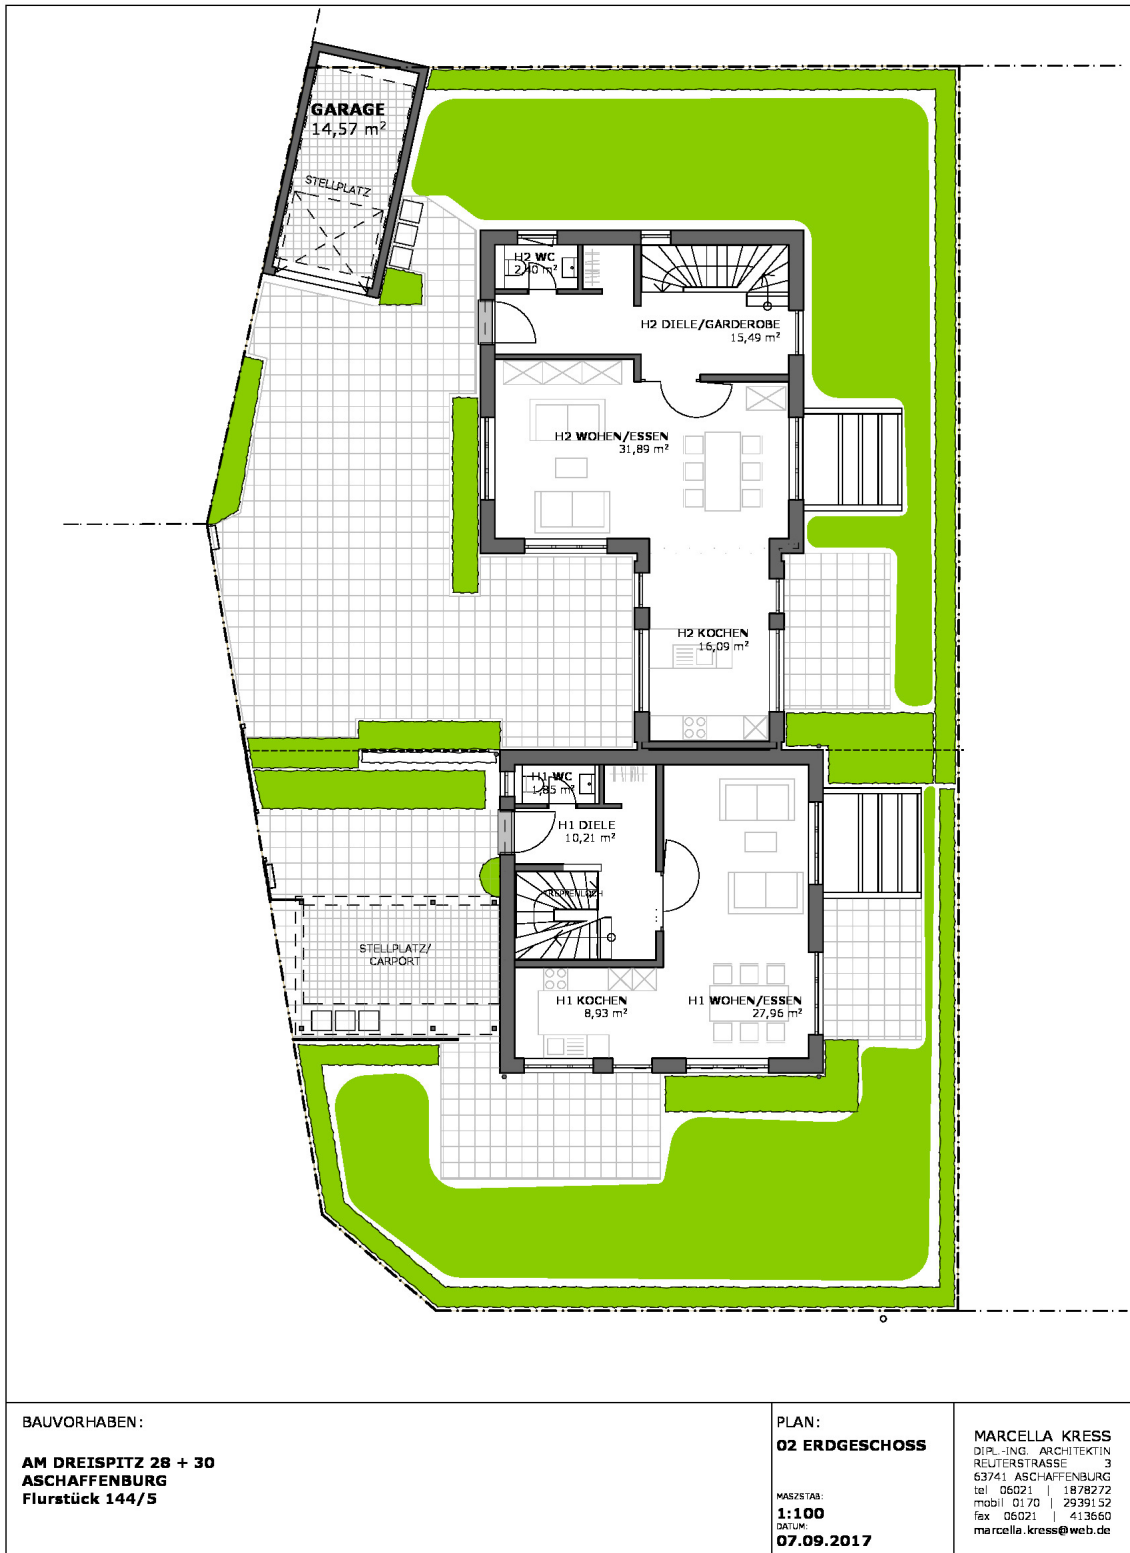 GARAGE
14,57 m²
STELLPLATZ
H2 WC
2,40 m²
H2 DIELE/GARDEROBE
15,49 m²
H2 WOHEN/ESSEN
31,89 m²
H2 KOCHEN
16,09 m²
H1 WC
1,85 m²
H1 DIELE
10,21 m²
TREPPENLOCH
STELLPLATZ/
CARPORT
H1 KOCHEN
8,93 m²
H1 WOHEN/ESSEN
27,96 m²
BAUVORHABEN:
AM DREISPITZ 28 + 30
ASCHAFFENBURG
Flurstück 144/5
PLAN:
02 ERDGESCHOSS
MASZSTAB:
1:100
DATUM:
07.09.2017
MARCELLA KRESS
DIPL.-ING. ARCHITEKTIN
REUTERSTRASSE 3
63741 ASCHAFFENBURG
tel 06021 | 1878272
mobil 0170 | 2939152
fax 06021 | 413660
marcella.kress@web.de